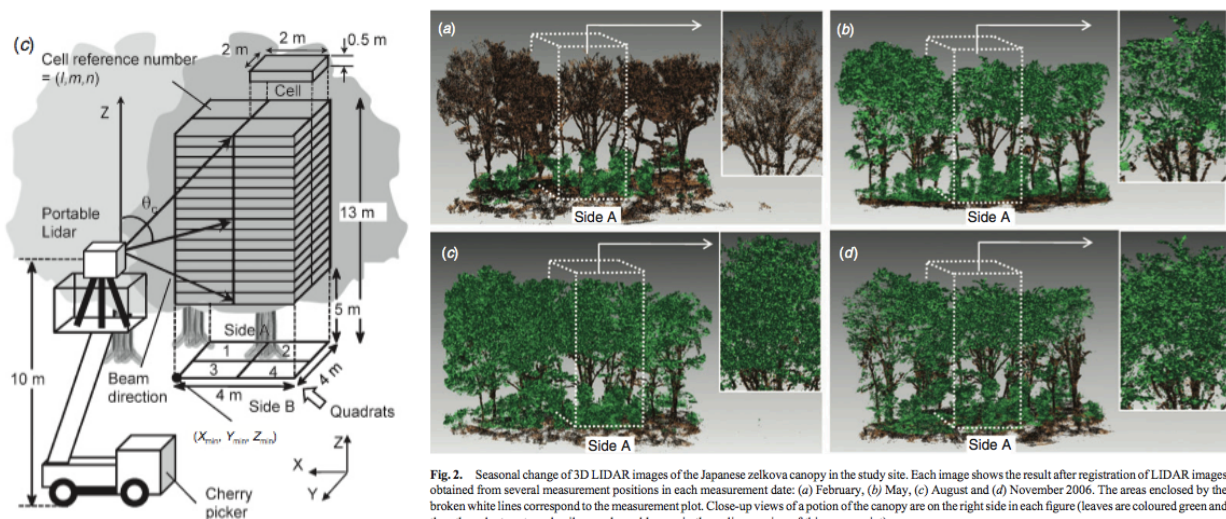 (c)
2 m
2 m
0.5 m
Cell reference number
= (l,m,n)
Cell
Z
θc
Portable
Lidar
13 m
5 m
Side A
1
2
3
4
10 m
Beam
direction
4 m
4 m
Side B
Quadrats
(Xmin, Ymin, Zmin)
Z
X
Y
Cherry
picker
(a)
Side A
(b)
Side A
(c)
Side A
(d)
Side A
Fig. 2. Seasonal change of 3D LIDAR images of the Japanese zelkova canopy in the study site. Each image shows the result after registration of LIDAR images
obtained from several measurement positions in each measurement date: (a) February, (b) May, (c) August and (d) November 2006. The areas enclosed by the
broken white lines correspond to the measurement plot. Close-up views of a potion of the canopy are on the right side in each figure (leaves are coloured green and